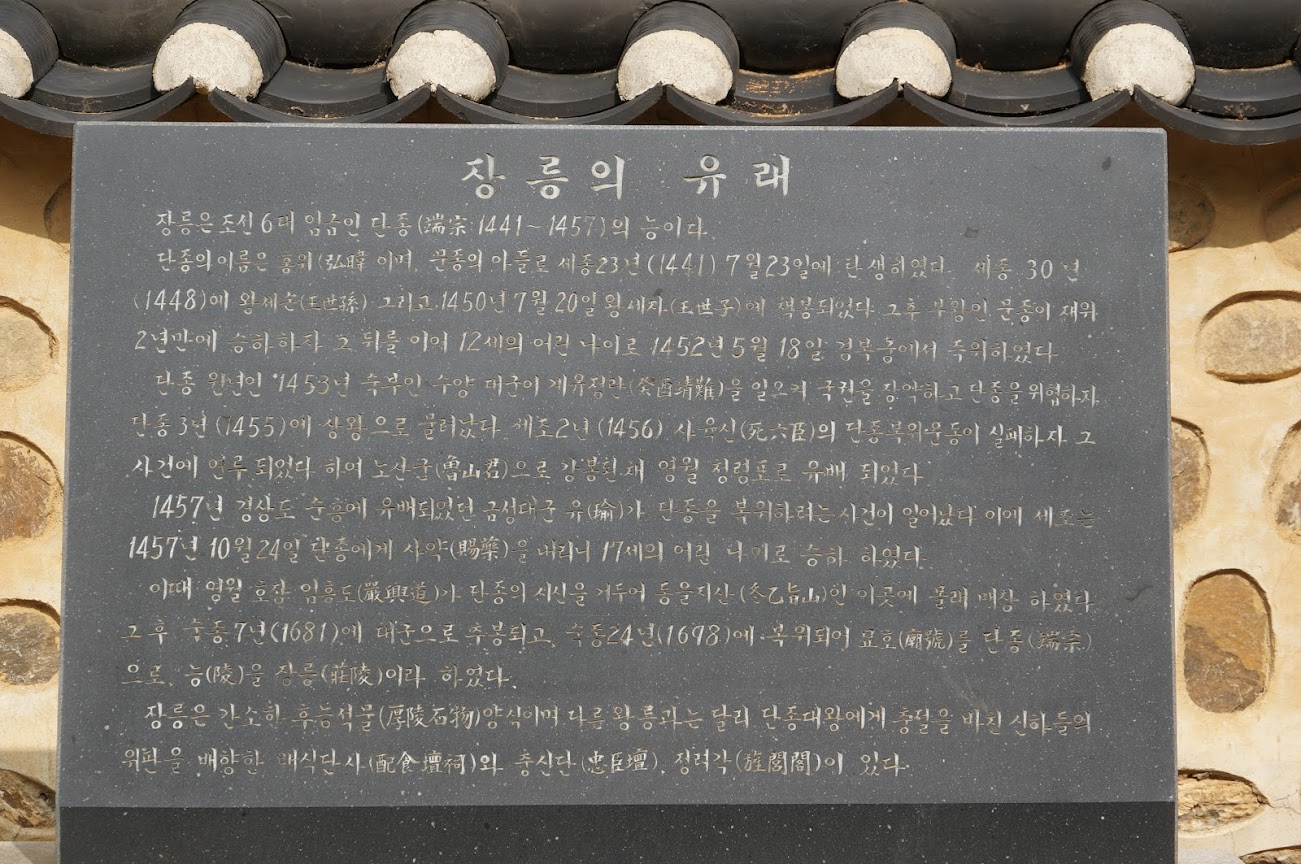 장릉의 유래
장릉은 조선 6대 임금인 단종 (端宗:1441~1457)의 능이다.
단종의 이름은 홍위(弘暐 이며, 문종의 아들로 세종23년(1441) 7월 23일에 탄생하였다. 세종 30년
(1448)에 왕세손(王世孫) 그리고 1450년 7월 20일 왕세자(王世子)에 책봉되었다. 그후 부왕인 문종이 재위
2년만에 승하하자 그 뒤를 이어 12세의 어린 나이로 1452년 5월 18일 경복궁에서 즉위하였다.
단종 원년인 1453년 숙부인 수양 대군이 계유정란(癸酉靖難)을 일으켜 국권을 장악하고 단종을 위협하자
단종 3년 (1455)에 상왕으로 물러났다. 세조2년 (1456) 사육신(死六臣)의 단종복위운동이 실패하자 그
사건에 연루 되었다 하여 노산군(魯山君)으로 강봉된채 영월 청령포로 유배 되었다.
1457년 경상도 순흥에 유배되었던 금성대군 유(瑜)가 단종을 복위하려는 사건이 일어났다 이에 세조는
1457년 10월 24일 단종에게 사약(賜藥)을 내리니 17세의 어린 나이로 승하 하였다.
이때 영월 호장 엄흥도(嚴興道)가 단종의 시신을 거두어 동을지산 (冬乙旨山)인 이곳에 몰래 매장 하였다.
그 후 숙종7년(1681)에 대군으로 추봉되고, 숙종24년(1698)에 복위되어 묘호(廟號)를 단종(端宗)
으로, 능(陵)을 장릉(莊陵)이라 하였다.
장릉은 간소한 후능석물(厚陵石物)양식이며 다른 왕릉과는 달리 단종대왕에게 충절을 바친 신하들의
위판을 배향한 배식단사(配食壇祠)와 충신단(忠臣壇), 정려각(旌閭閣)이 있다.